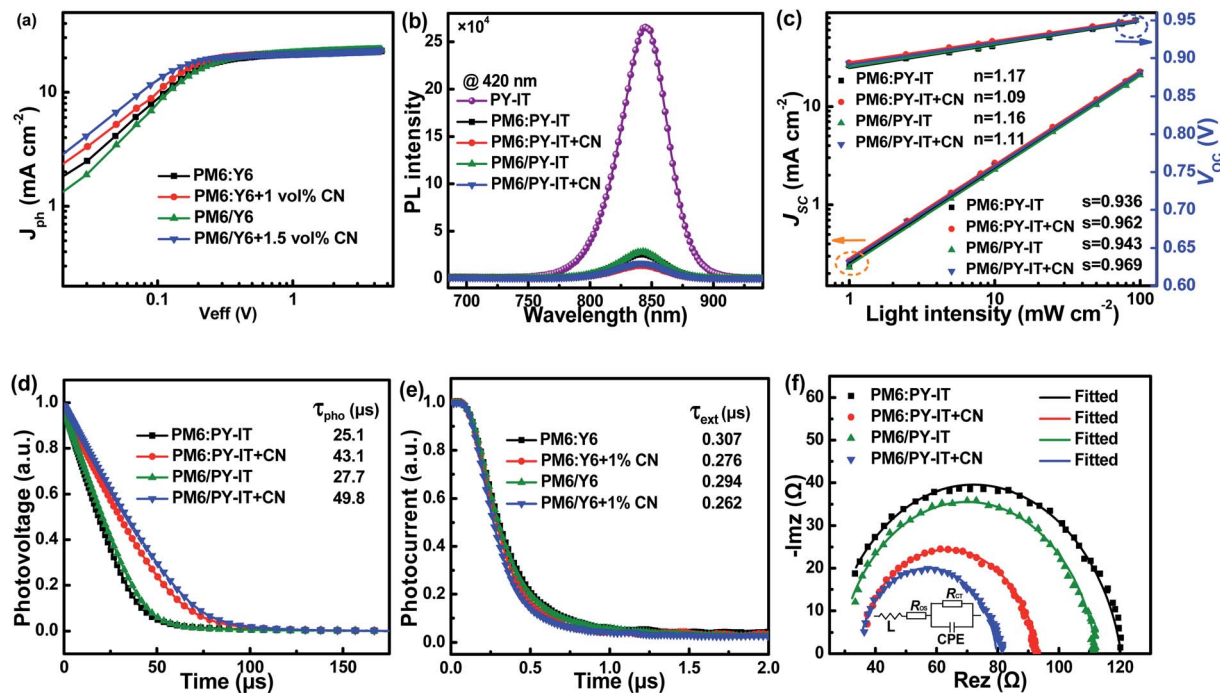 (a)
J_ph (mA cm⁻²)
10
1
PM6:Y6
PM6:Y6+1 vol% CN
PM6/Y6
PM6/Y6+1.5 vol% CN
0.1
1
Veff (V)
(b)
×10⁴
PL intensity
25
20
15
10
5
0
@ 420 nm
PY-IT
PM6:PY-IT
PM6:PY-IT+CN
PM6/PY-IT
PM6/PY-IT+CN
700
750
800
850
900
Wavelength (nm)
(c)
J_SC (mA cm⁻²)
10
1
PM6:PY-IT n=1.17
PM6:PY-IT+CN n=1.09
PM6/PY-IT n=1.16
PM6/PY-IT+CN n=1.11
PM6:PY-IT s=0.936
PM6:PY-IT+CN s=0.962
PM6/PY-IT s=0.943
PM6/PY-IT+CN s=0.969
0.95
0.90
0.85
0.80
0.75
0.70
0.65
0.60
V_OC (V)
1
10
100
Light intensity (mW cm⁻²)
(d)
Photovoltage (a.u.)
1.0
0.8
0.6
0.4
0.2
0.0
τ_pho (µs)
PM6:PY-IT 25.1
PM6:PY-IT+CN 43.1
PM6/PY-IT 27.7
PM6/PY-IT+CN 49.8
0
50
100
150
Time (µs)
(e)
Photocurrent (a.u.)
1.0
0.8
0.6
0.4
0.2
0.0
τ_ext (µs)
PM6:Y6 0.307
PM6:Y6+1% CN 0.276
PM6/Y6 0.294
PM6/Y6+1% CN 0.262
0.0
0.5
1.0
1.5
2.0
Time (µs)
(f)
-Imz (Ω)
60
50
40
30
20
10
0
PM6:PY-IT Fitted
PM6:PY-IT+CN Fitted
PM6/PY-IT Fitted
PM6/PY-IT+CN Fitted
L
R_OS
R_CT
CPE
40
60
80
100
120
Rez (Ω)